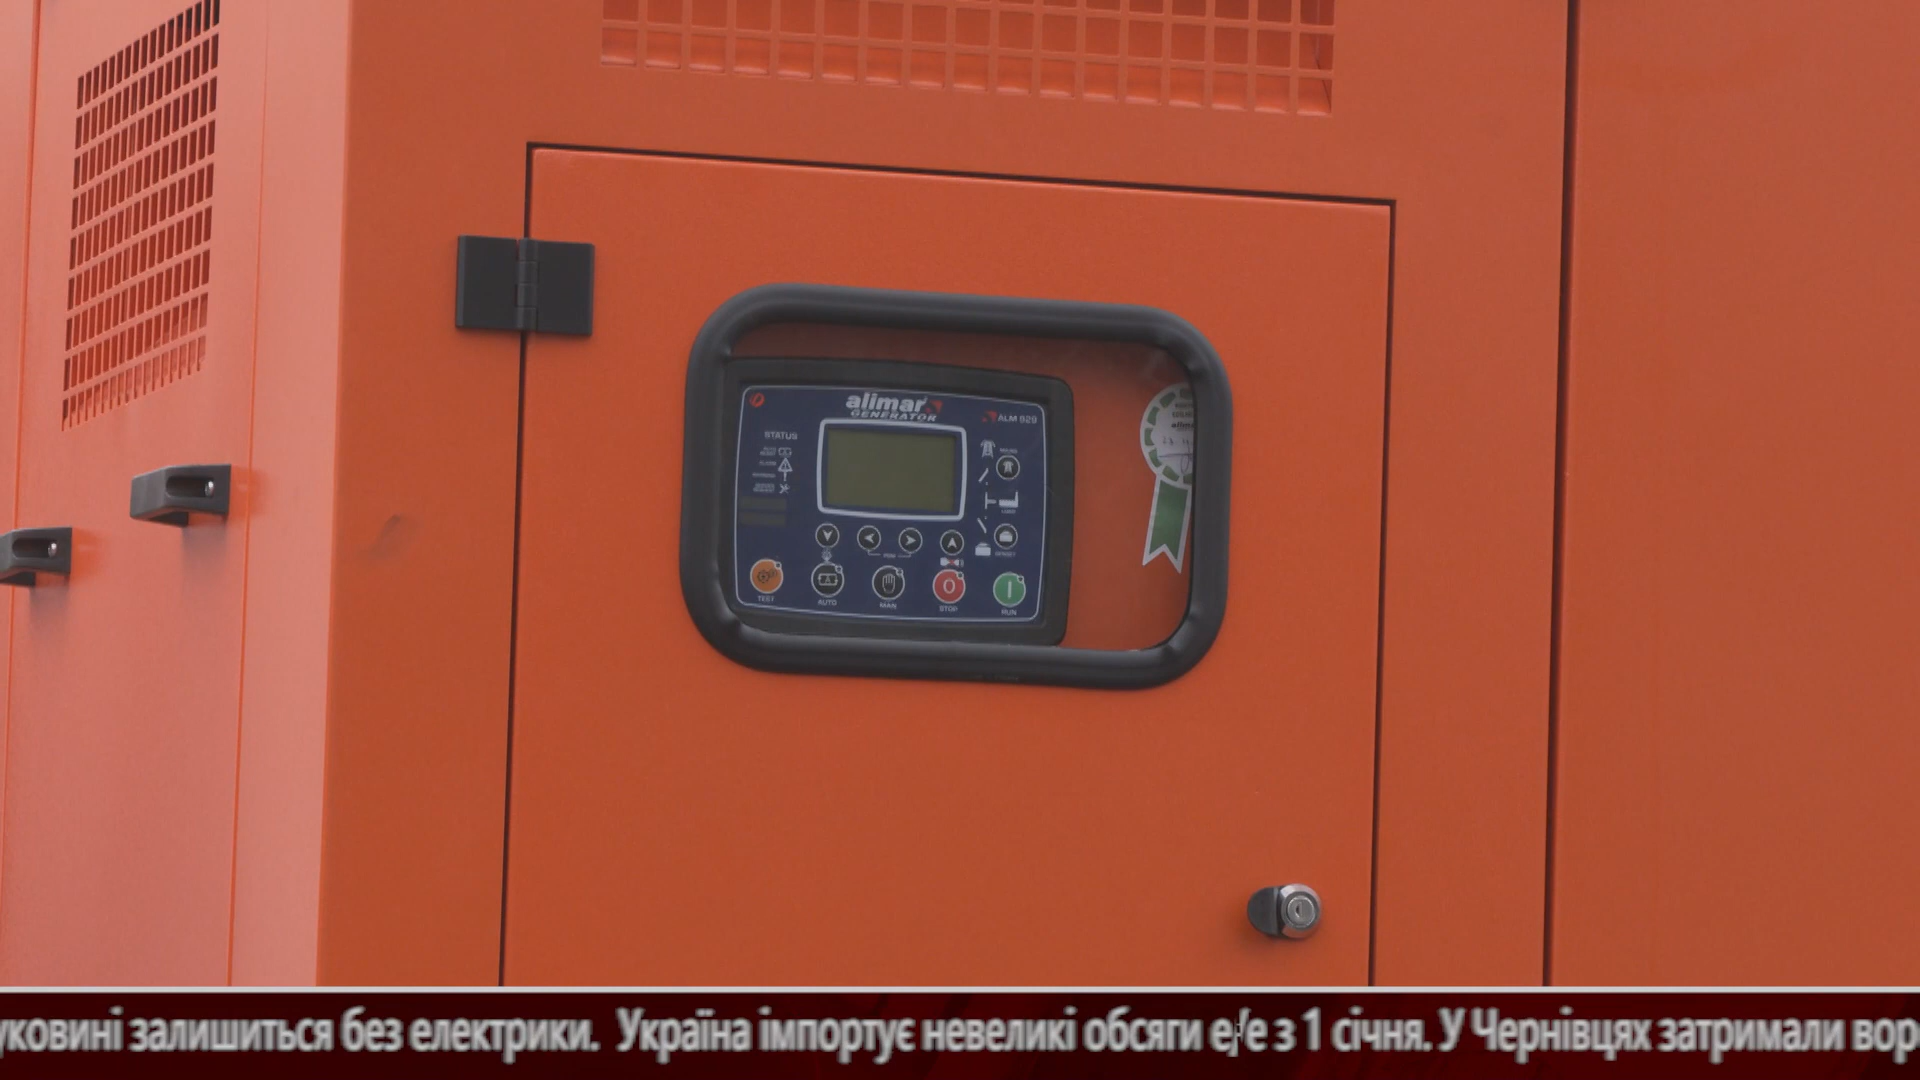 alimar
GENERATOR
ALM 829
STATUS
TEST
AUTO
MAN
STOP
RUN
уковині залишиться без електрики. Україна імпортує невеликі обсяги е/е з 1 січня. У Чернівцях затримали вор